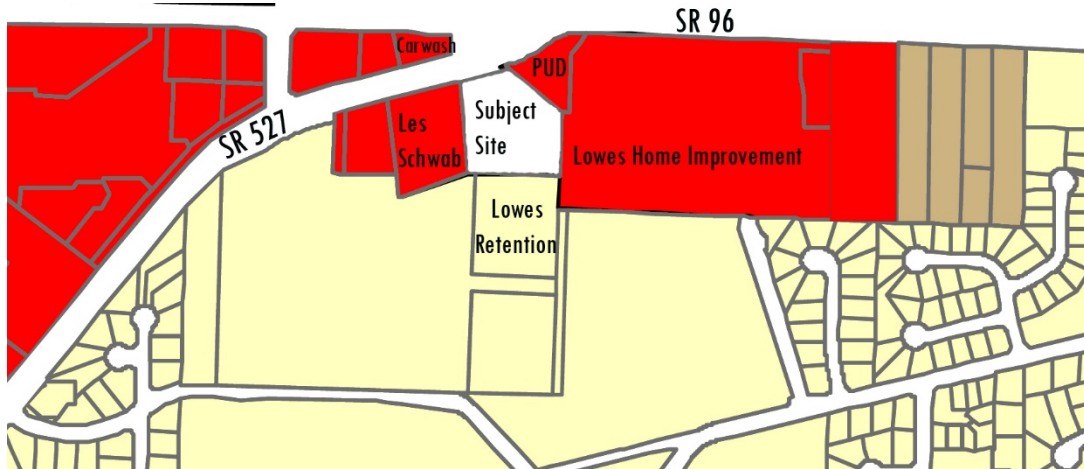 SR 96
Carwash
PUD
SR 527
Les
Schwab
Subject
Site
Lowes Home Improvement
Lowes
Retention